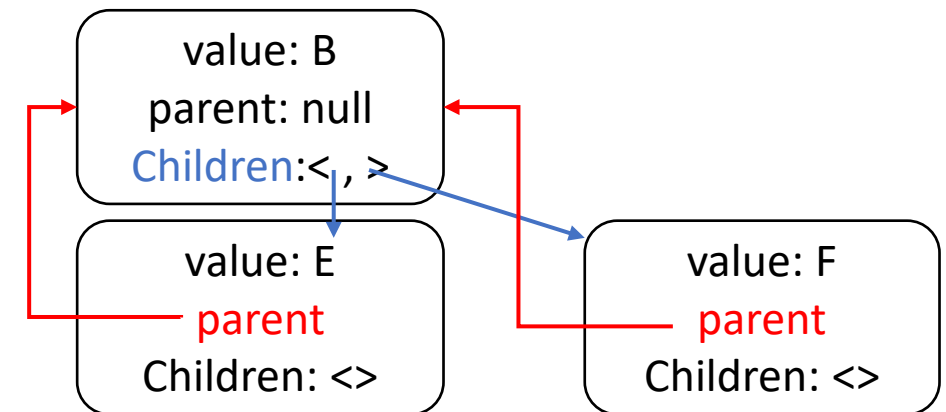 value: B
parent: null
Children:< , >
value: E
parent
Children: <>
value: F
parent
Children: <>